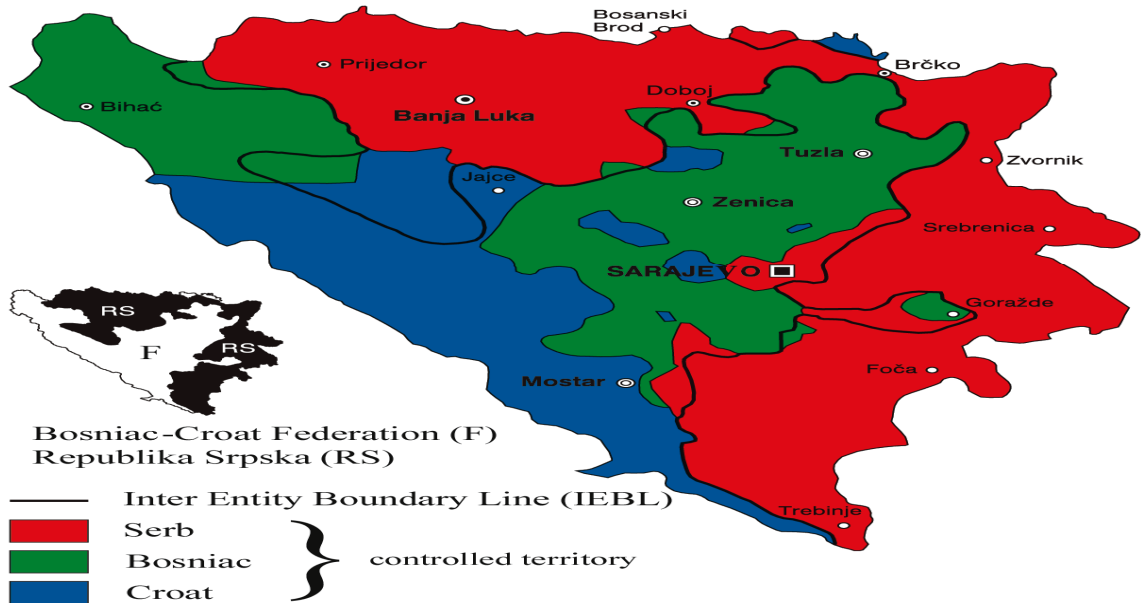 Bosanski
Brod
Prijedor
Brčko
Doboj
Bihać
Banja Luka
Tuzla
Zvornik
Jajce
Zenica
Srebrenica
SARAJEVO
Goražde
RS
F
RS
Foča
Mostar
Bosniac-Croat Federation (F)
Republika Srpska (RS)
Inter Entity Boundary Line (IEBL)
Trebinje
Serb
Bosniac
controlled territory
Croat